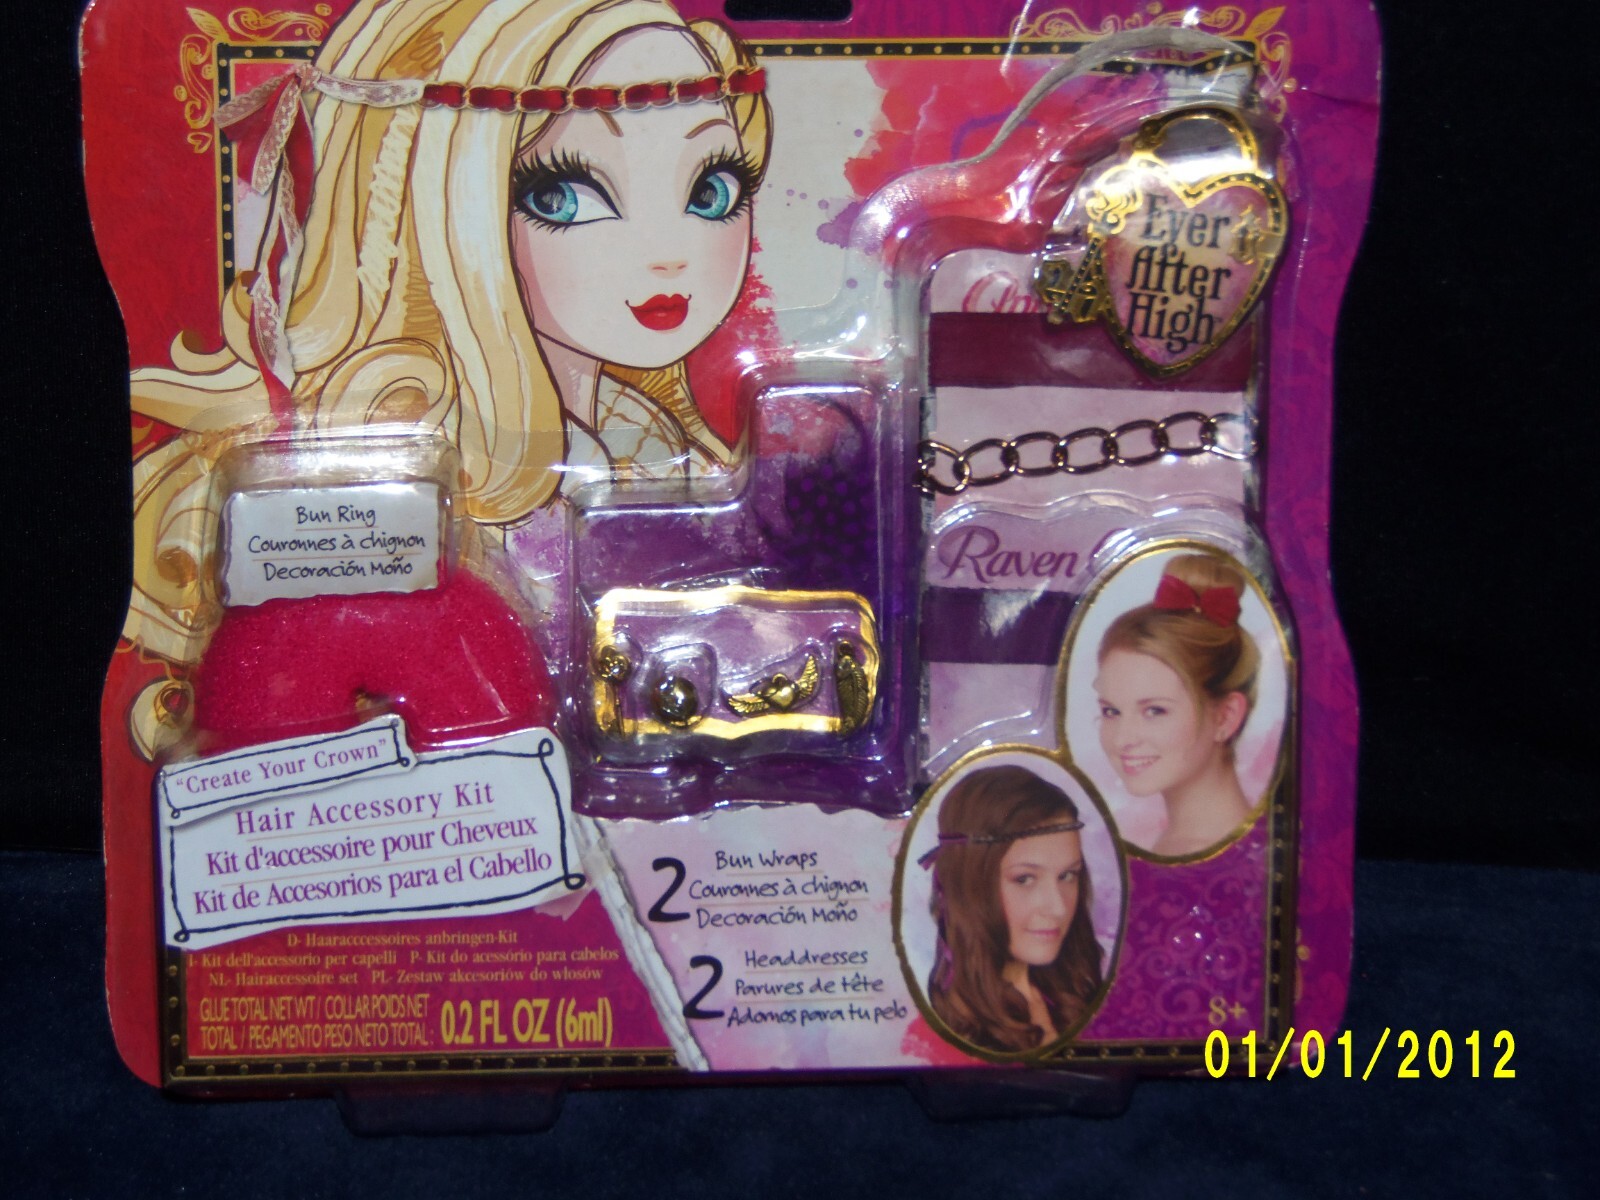 Ever
After
High
Raven
Bun Ring
Couronnes à chignon
Decoración Moño
"Create Your Crown"
Hair Accessory Kit
Kit d'accessoire pour Cheveux
Kit de Accesorios para el Cabello
D- Haaracccessoires anbringen-Kit
I- Kit dell'accessorio per capelli P- Kit do acessório para cabelos
NL- Hairaccessoire set PL- Zestaw akcesoriów do włosów
GLUE TOTAL NET WT / COLLAR POIDS NET
TOTAL / PEGAMENTO PESO NETO TOTAL : 0.2 FL OZ (6ml)
2 Bun Wraps
Couronnes à chignon
Decoración Moño
2 Headdresses
Parures de tête
Adornos para tu pelo
8+
01/01/2012